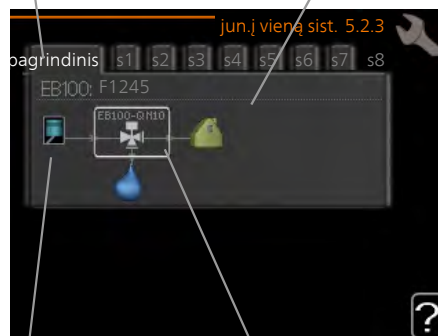 jun.į vieną sist. 5.2.3
pagrindinis s1 s2 s3 s4 s5 s6 s7 s8
EB100: F1245
EB100-QN10
?